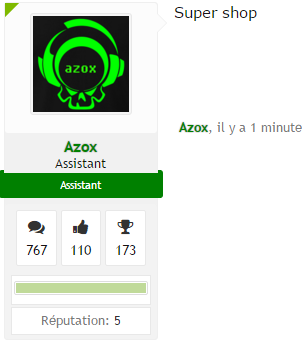 Super shop
azox
Azox
Assistant
Assistant
767 110 173
Réputation: 5
Azox, il y a 1 minute